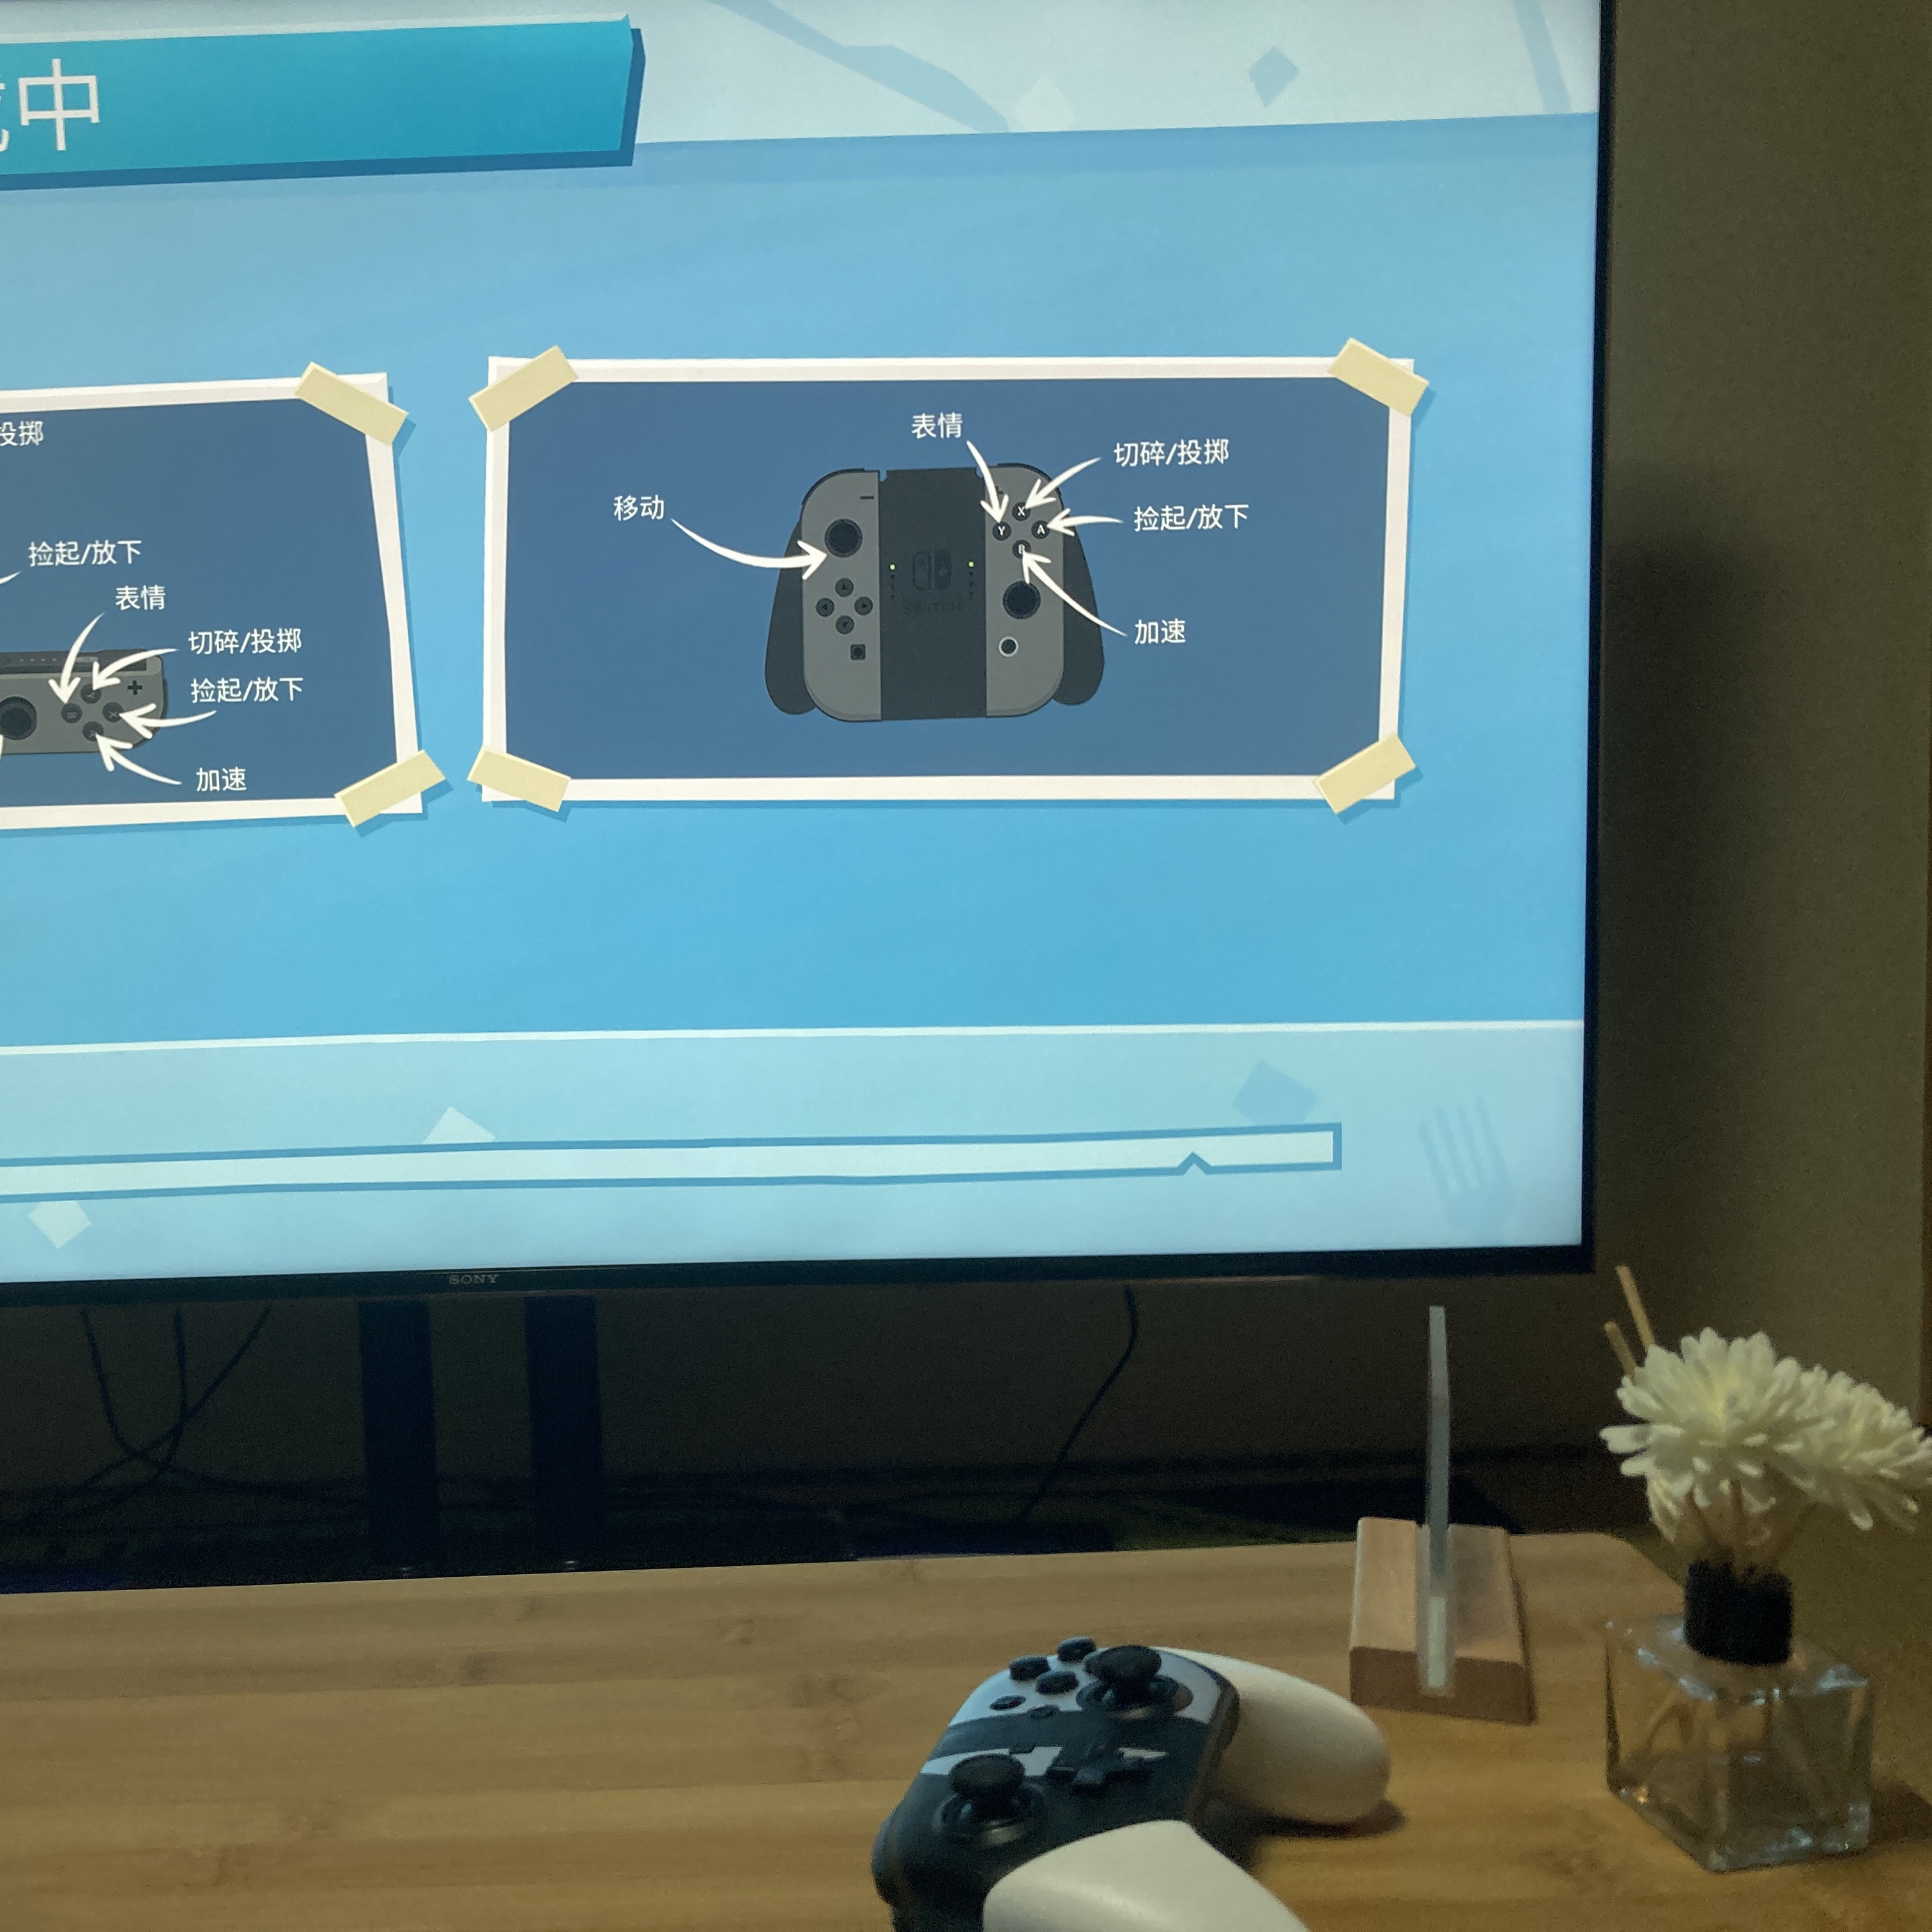 中
投掷
捡起/放下
表情
切碎/投掷
捡起/放下
加速
表情
切碎/投掷
移动
捡起/放下
X
Y
A
B
SWITCH
加速
SONY